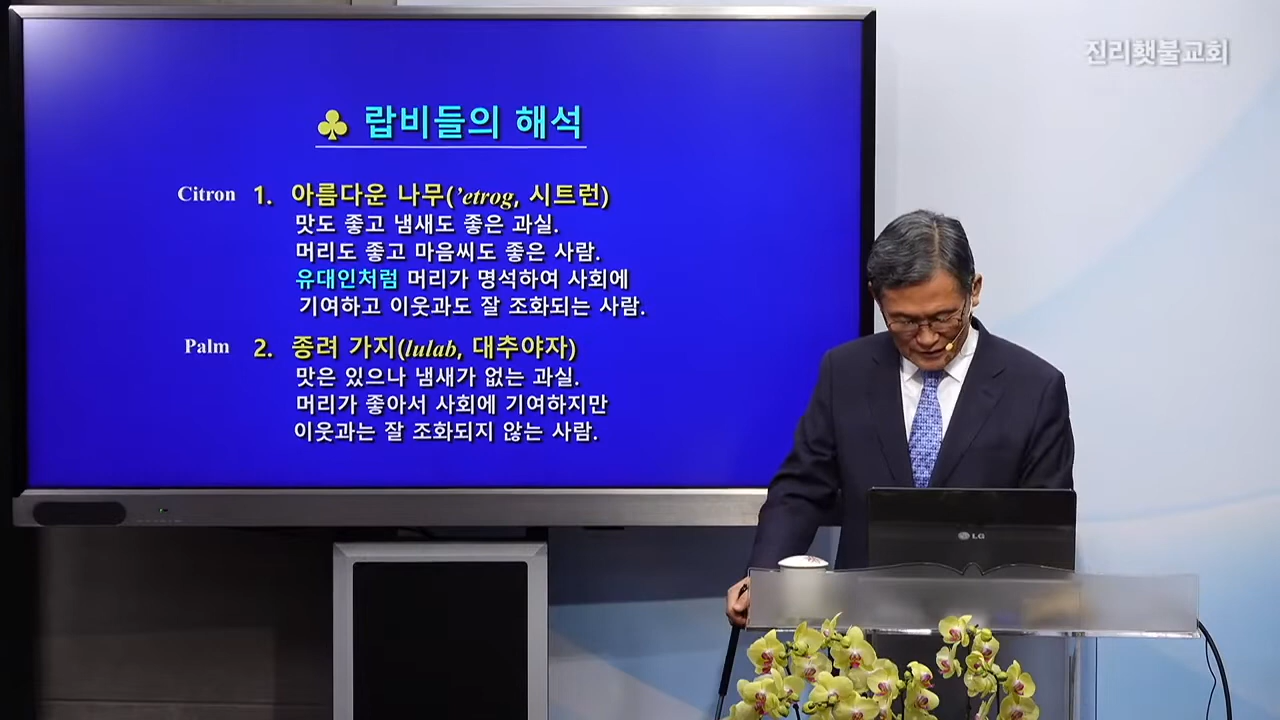 진리횃불교회
♣ 랍비들의 해석
Citron 1. 아름다운 나무(’etrog, 시트런)
맛도 좋고 냄새도 좋은 과실.
머리도 좋고 마음씨도 좋은 사람.
유대인처럼 머리가 명석하여 사회에
기여하고 이웃과도 잘 조화되는 사람.
Palm 2. 종려 가지(lulab, 대추야자)
맛은 있으나 냄새가 없는 과실.
머리가 좋아서 사회에 기여하지만
이웃과는 잘 조화되지 않는 사람.
LG